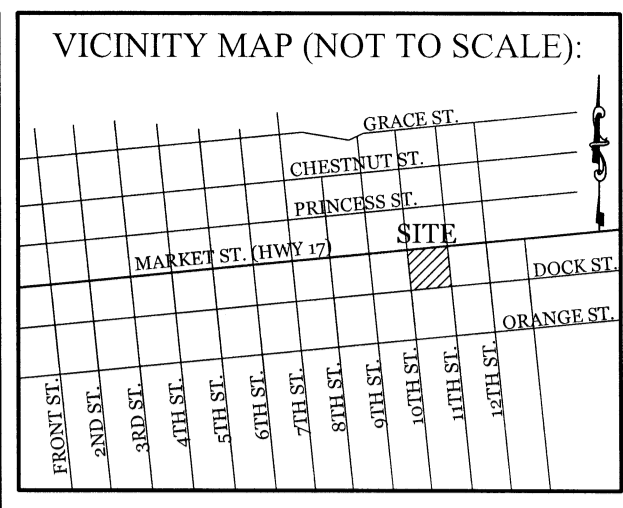 VICINITY MAP (NOT TO SCALE):
GRACE ST.
CHESTNUT ST.
PRINCESS ST.
SITE
MARKET ST. (HWY 17)
DOCK ST.
ORANGE ST.
FRONT ST.
2ND ST.
3RD ST.
4TH ST.
5TH ST.
6TH ST.
7TH ST.
8TH ST.
9TH ST.
10TH ST.
11TH ST.
12TH ST.